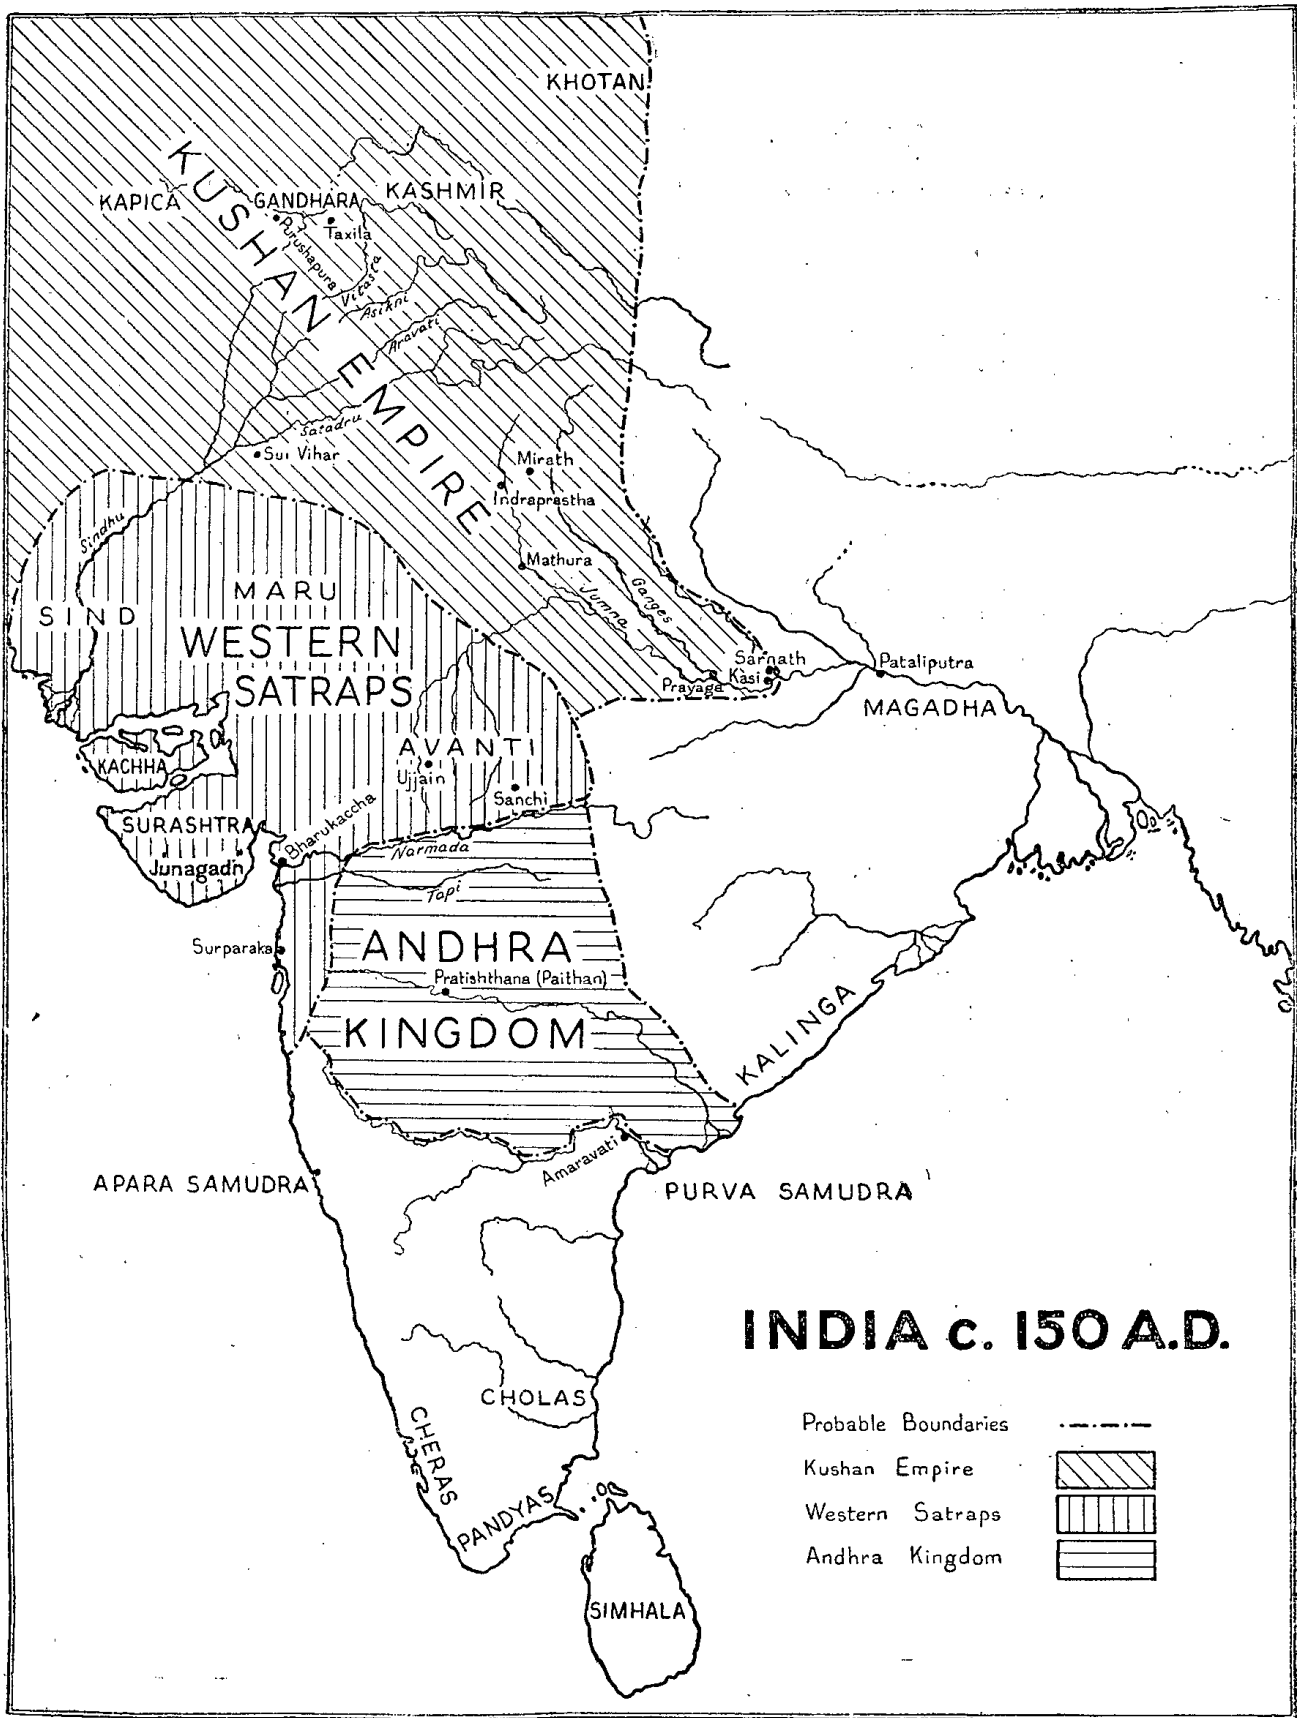 KHOTAN
KUSHAN EMPIRE
KAPICA
GANDHARA
KASHMIR
Purushapura
Taxila
Vitasta
Asikni
Aravati
Satadru
Sui Vihar
Mirath
Indraprastha
Mathura
Jumna
Ganges
Sindhu
SIND
MARU
WESTERN
SATRAPS
Sarnath
Kasi
Prayaga
Pataliputra
MAGADHA
AVANTI
Ujjain
Sanchi
KACHHA
SURASHTRA
Junagadh
Bharukaccha
Narmada
Tapi
Surparaka
ANDHRA
Pratishthana (Paithan)
KINGDOM
KALINGA
Amaravati
APARA SAMUDRA
PURVA SAMUDRA
INDIA c. 150 A.D.
Probable Boundaries
Kushan Empire
Western Satraps
Andhra Kingdom
CHOLAS
CHERAS
PANDYAS
SIMHALA